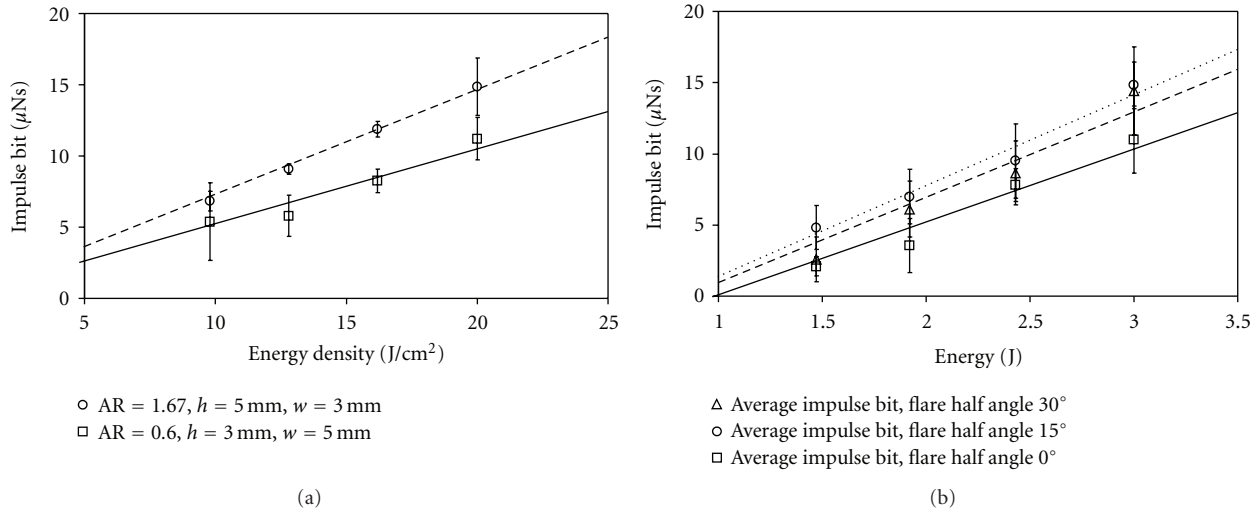 20
15
10
5
0
Impulse bit (μNs)
5
10
15
20
25
Energy density (J/cm²)
AR = 1.67, h = 5 mm, w = 3 mm
AR = 0.6, h = 3 mm, w = 5 mm
(a)
20
15
10
5
0
Impulse bit (μNs)
1
1.5
2
2.5
3
3.5
Energy (J)
Average impulse bit, flare half angle 30°
Average impulse bit, flare half angle 15°
Average impulse bit, flare half angle 0°
(b)